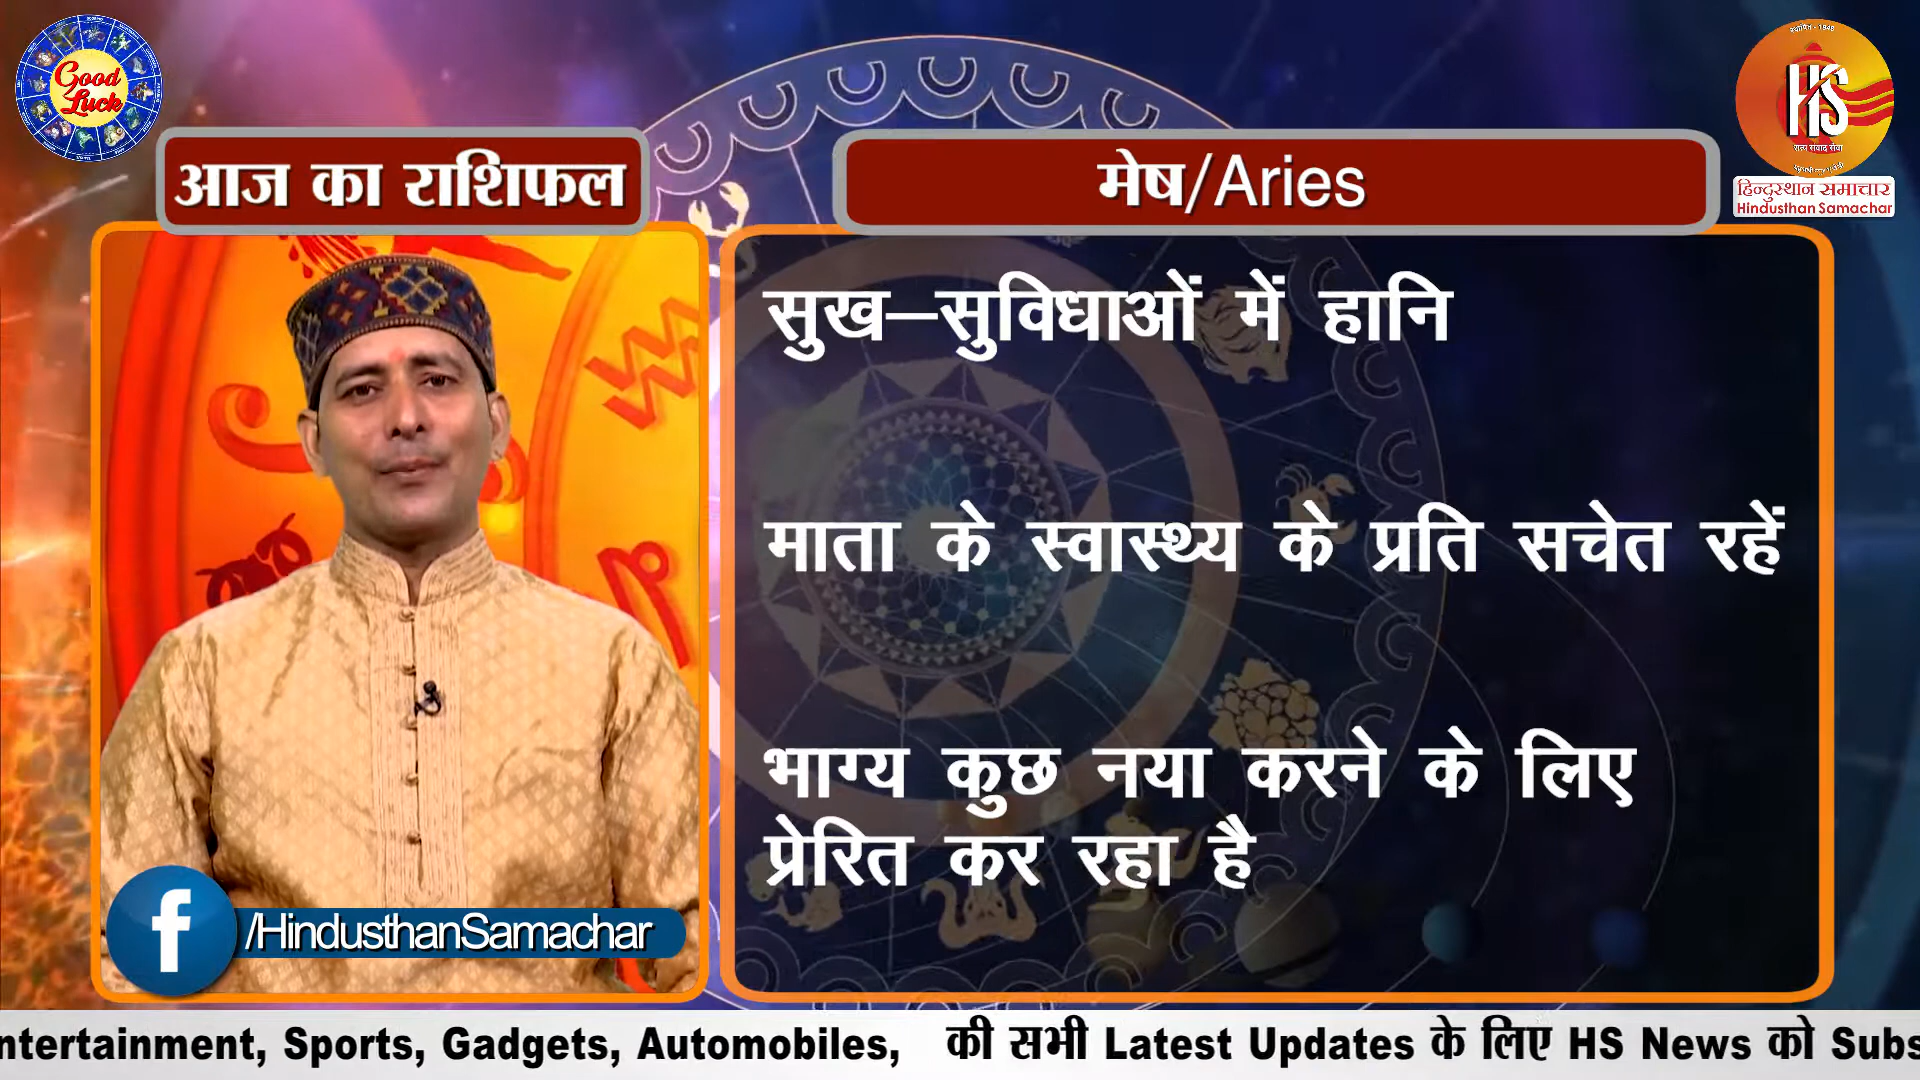 Good
Luck
स्थापित - 1948
HS
हिन्दुस्थान समाचार
Hindusthan Samachar
आज का राशिफल
मेष/Aries
सुख–सुविधाओं में हानि
माता के स्वास्थ्य के प्रति सचेत रहें
भाग्य कुछ नया करने के लिए
प्रेरित कर रहा है
f
/HindusthanSamachar
ntertainment, Sports, Gadgets, Automobiles, की सभी Latest Updates के लिए HS News को Subs